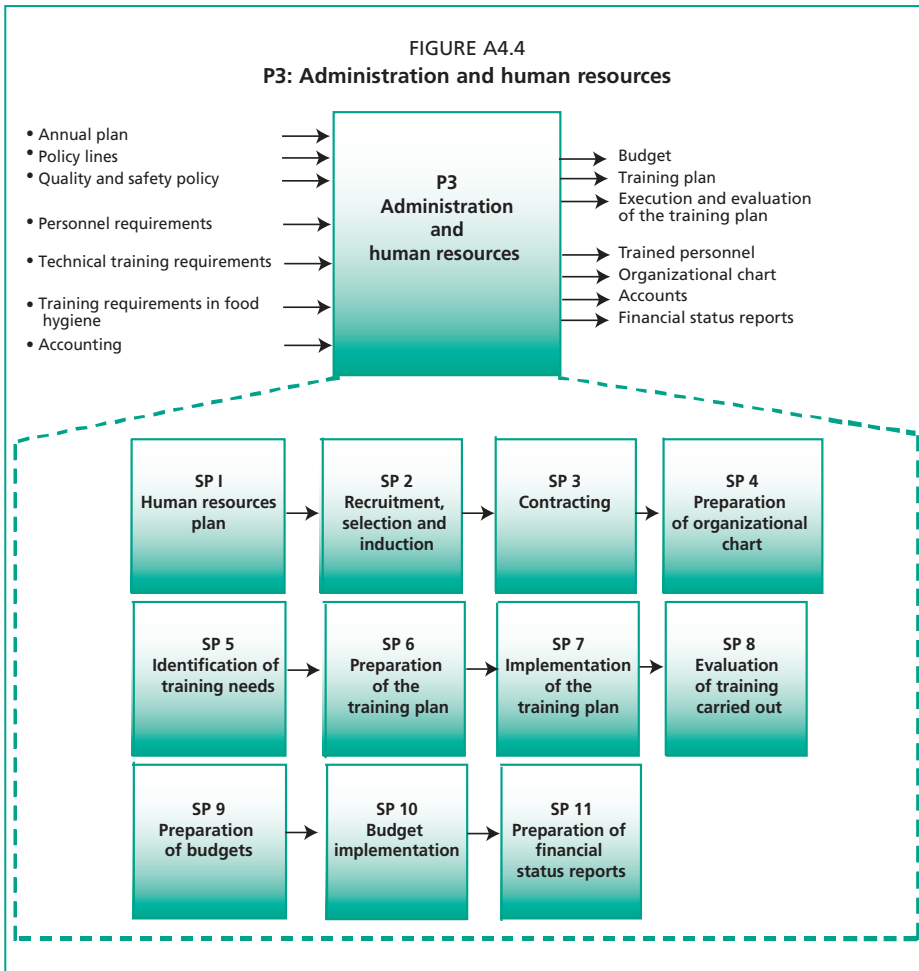 FIGURE A4.4
P3: Administration and human resources
• Annual plan
• Policy lines
• Quality and safety policy
• Personnel requirements
• Technical training requirements
• Training requirements in food
hygiene
• Accounting
P3
Administration
and
human resources
Budget
Training plan
Execution and evaluation
of the training plan
Trained personnel
Organizational chart
Accounts
Financial status reports
SP I
Human resources
plan
SP 2
Recruitment,
selection and
induction
SP 3
Contracting
SP 4
Preparation
of organizational
chart
SP 5
Identification of
training needs
SP 6
Preparation
of the
training plan
SP 7
Implementation
of the
training plan
SP 8
Evaluation
of training
carried out
SP 9
Preparation
of budgets
SP 10
Budget
implementation
SP 11
Preparation of
financial
status reports